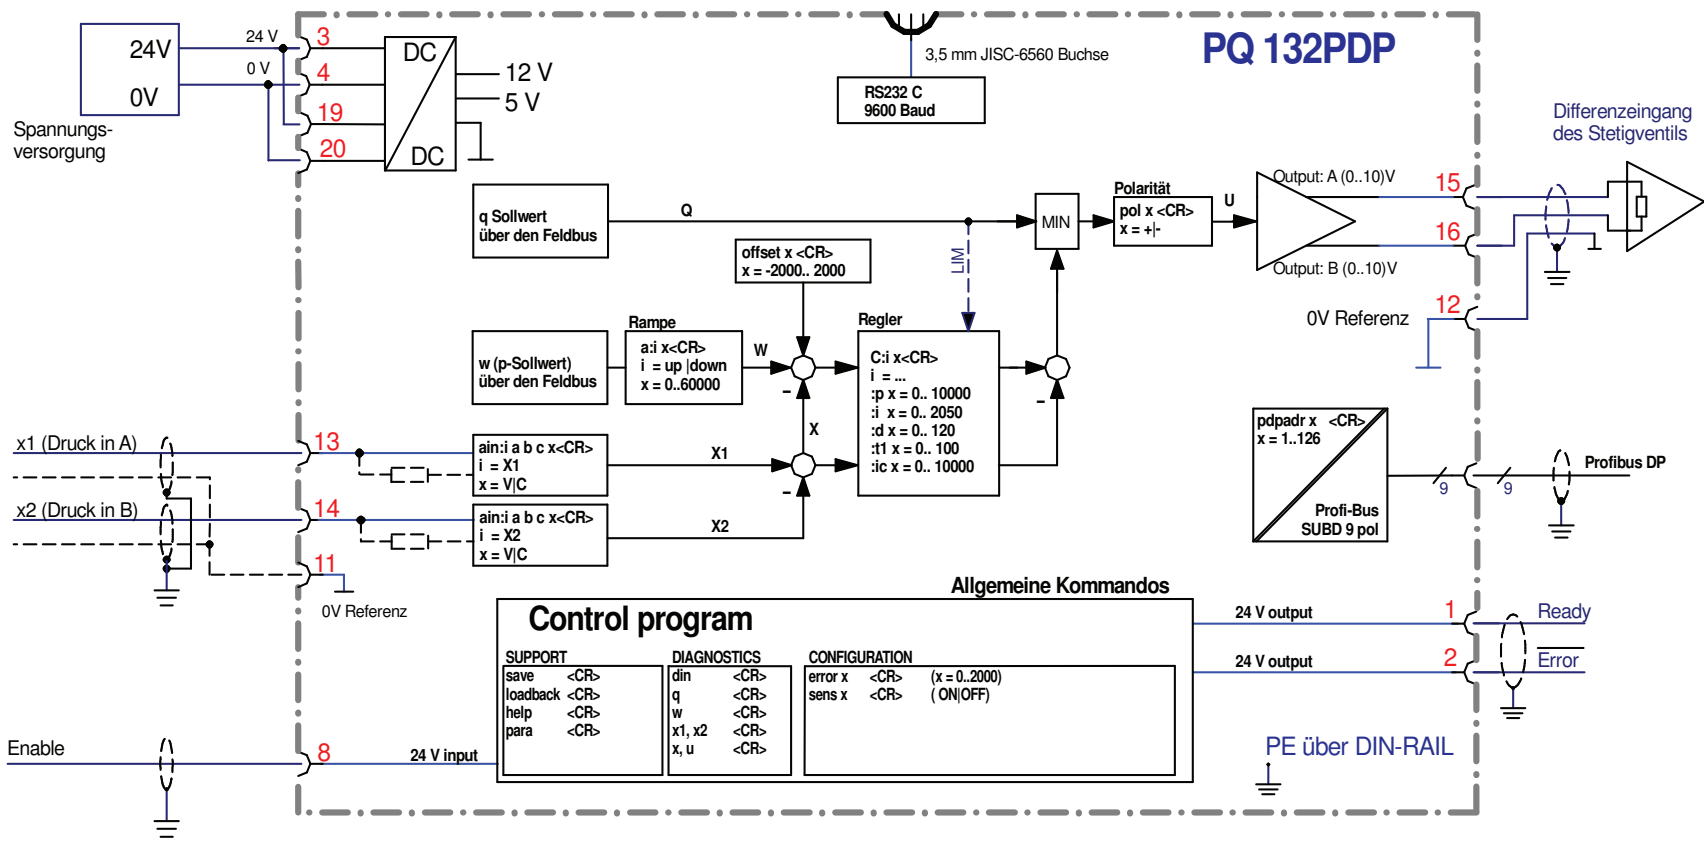 PQ 132PDP
24V
0V
24 V
0 V
3
4
19
20
DC
DC
12 V
5 V
Spannungs-
versorgung
3,5 mm JISC-6560 Buchse
RS232 C
9600 Baud
Differenzeingang
des Stetigventils
q Sollwert
über den Feldbus
Q
LIM
MIN
Polarität
pol x <CR>
x = +|-
U
Output: A (0..10)V
Output: B (0..10)V
15
16
12
0V Referenz
offset x <CR>
x = -2000.. 2000
w (p-Sollwert)
über den Feldbus
Rampe
a:i x<CR>
i = up |down
x = 0..60000
W
–
X
–
Regler
C:i x<CR>
i = ...
:p x = 0.. 10000
:i x = 0.. 2050
:d x = 0.. 120
:t1 x = 0.. 100
:ic x = 0.. 10000
–
–
x1 (Druck in A)
13
ain:i a b c x<CR>
i = X1
x = V|C
X1
x2 (Druck in B)
14
ain:i a b c x<CR>
i = X2
x = V|C
X2
11
0V Referenz
pdpadr x <CR>
x = 1..126
Profi-Bus
SUBD 9 pol
9
9
Profibus DP
Allgemeine Kommandos
Control program
SUPPORT
save <CR>
loadback <CR>
help <CR>
para <CR>
DIAGNOSTICS
din <CR>
q <CR>
w <CR>
x1, x2 <CR>
x, u <CR>
CONFIGURATION
error x <CR> (x = 0..2000)
sens x <CR> ( ON|OFF)
24 V output
1
Ready
24 V output
2
Error
Enable
8
24 V input
PE über DIN-RAIL